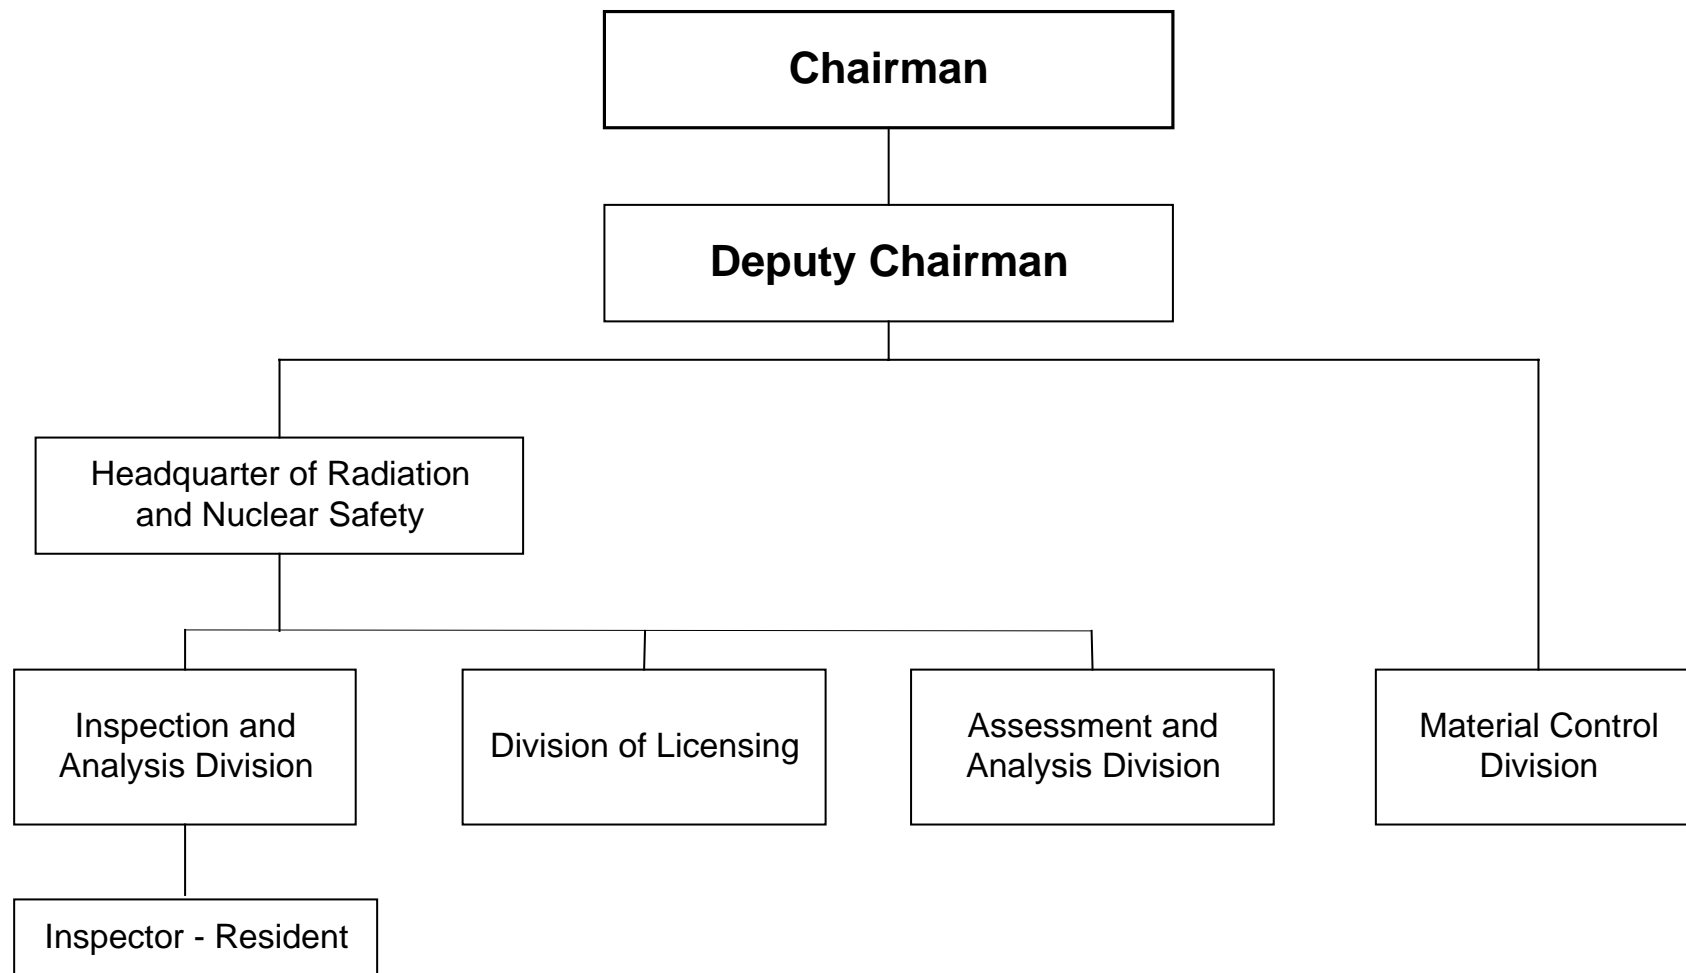 Chairman
Deputy Chairman
Headquarter of Radiation
and Nuclear Safety
Inspection and
Analysis Division
Division of Licensing
Assessment and
Analysis Division
Material Control
Division
Inspector - Resident